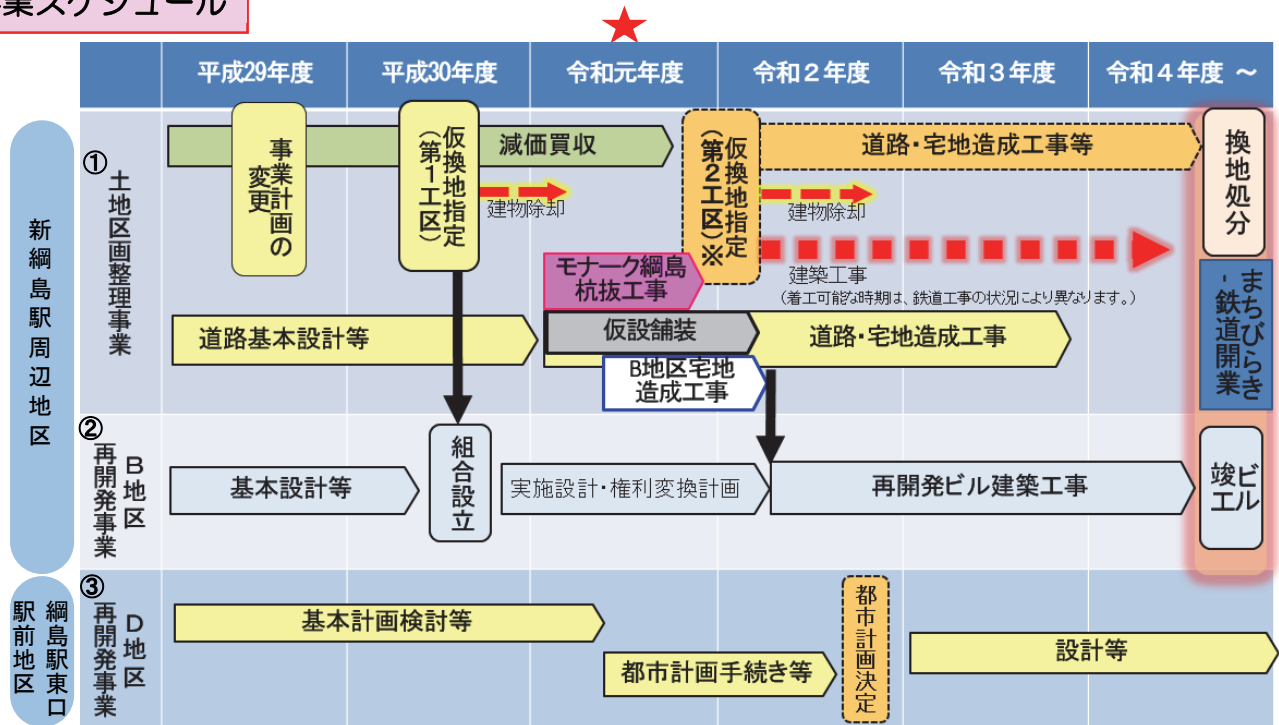 業スケジュール
★
平成29年度
平成30年度
令和元年度
令和２年度
令和３年度
令和４年度 ～
新綱島駅周辺地区
①
土地区画整理事業
事業計画の
変更
仮換地指定
（第1工区）
減価買収
建物除却
仮換地指定
（第2工区）※
道路・宅地造成工事等
建物除却
建築工事
（着工可能な時期は、鉄道工事の状況により異なります。）
モナーク綱島
杭抜工事
道路基本設計等
仮設舗装
道路・宅地造成工事
B地区宅地
造成工事
換地処分
まちびらき
・鉄道開業
②
B地区
再開発事業
基本設計等
組合設立
実施設計・権利変換計画
再開発ビル建築工事
ビル
竣工
綱島駅東口
駅前地区
③
D地区
再開発事業
基本計画検討等
都市計画手続き等
都市計画決定
設計等